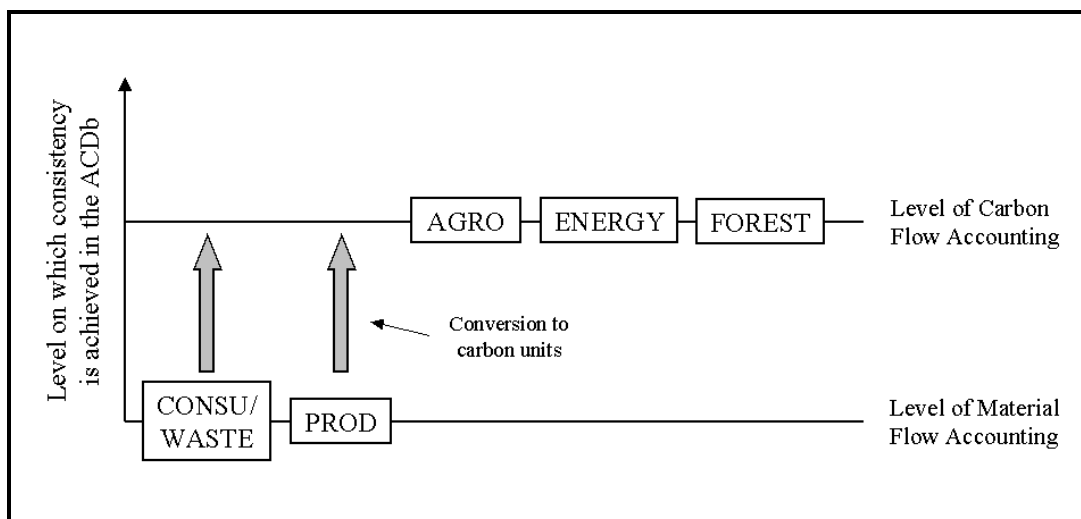 Level on which consistency
is achieved in the ACDb
AGRO
ENERGY
FOREST
Level of Carbon
Flow Accounting
Conversion to
carbon units
CONSU/
WASTE
PROD
Level of Material
Flow Accounting